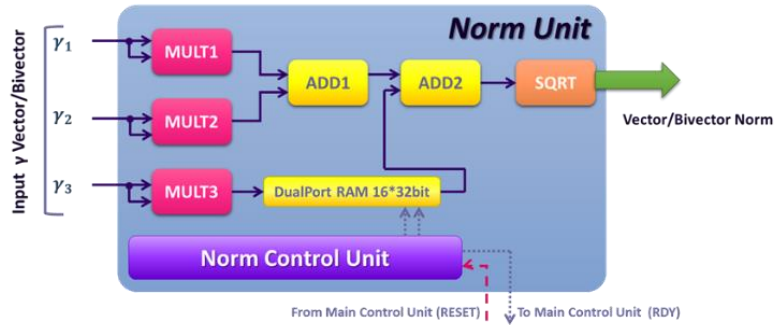 Norm Unit
Input γ Vector/Bivector
γ1
MULT1
ADD1
ADD2
SQRT
γ2
MULT2
Vector/Bivector Norm
γ3
MULT3
DualPort RAM 16*32bit
Norm Control Unit
From Main Control Unit (RESET)
To Main Control Unit (RDY)